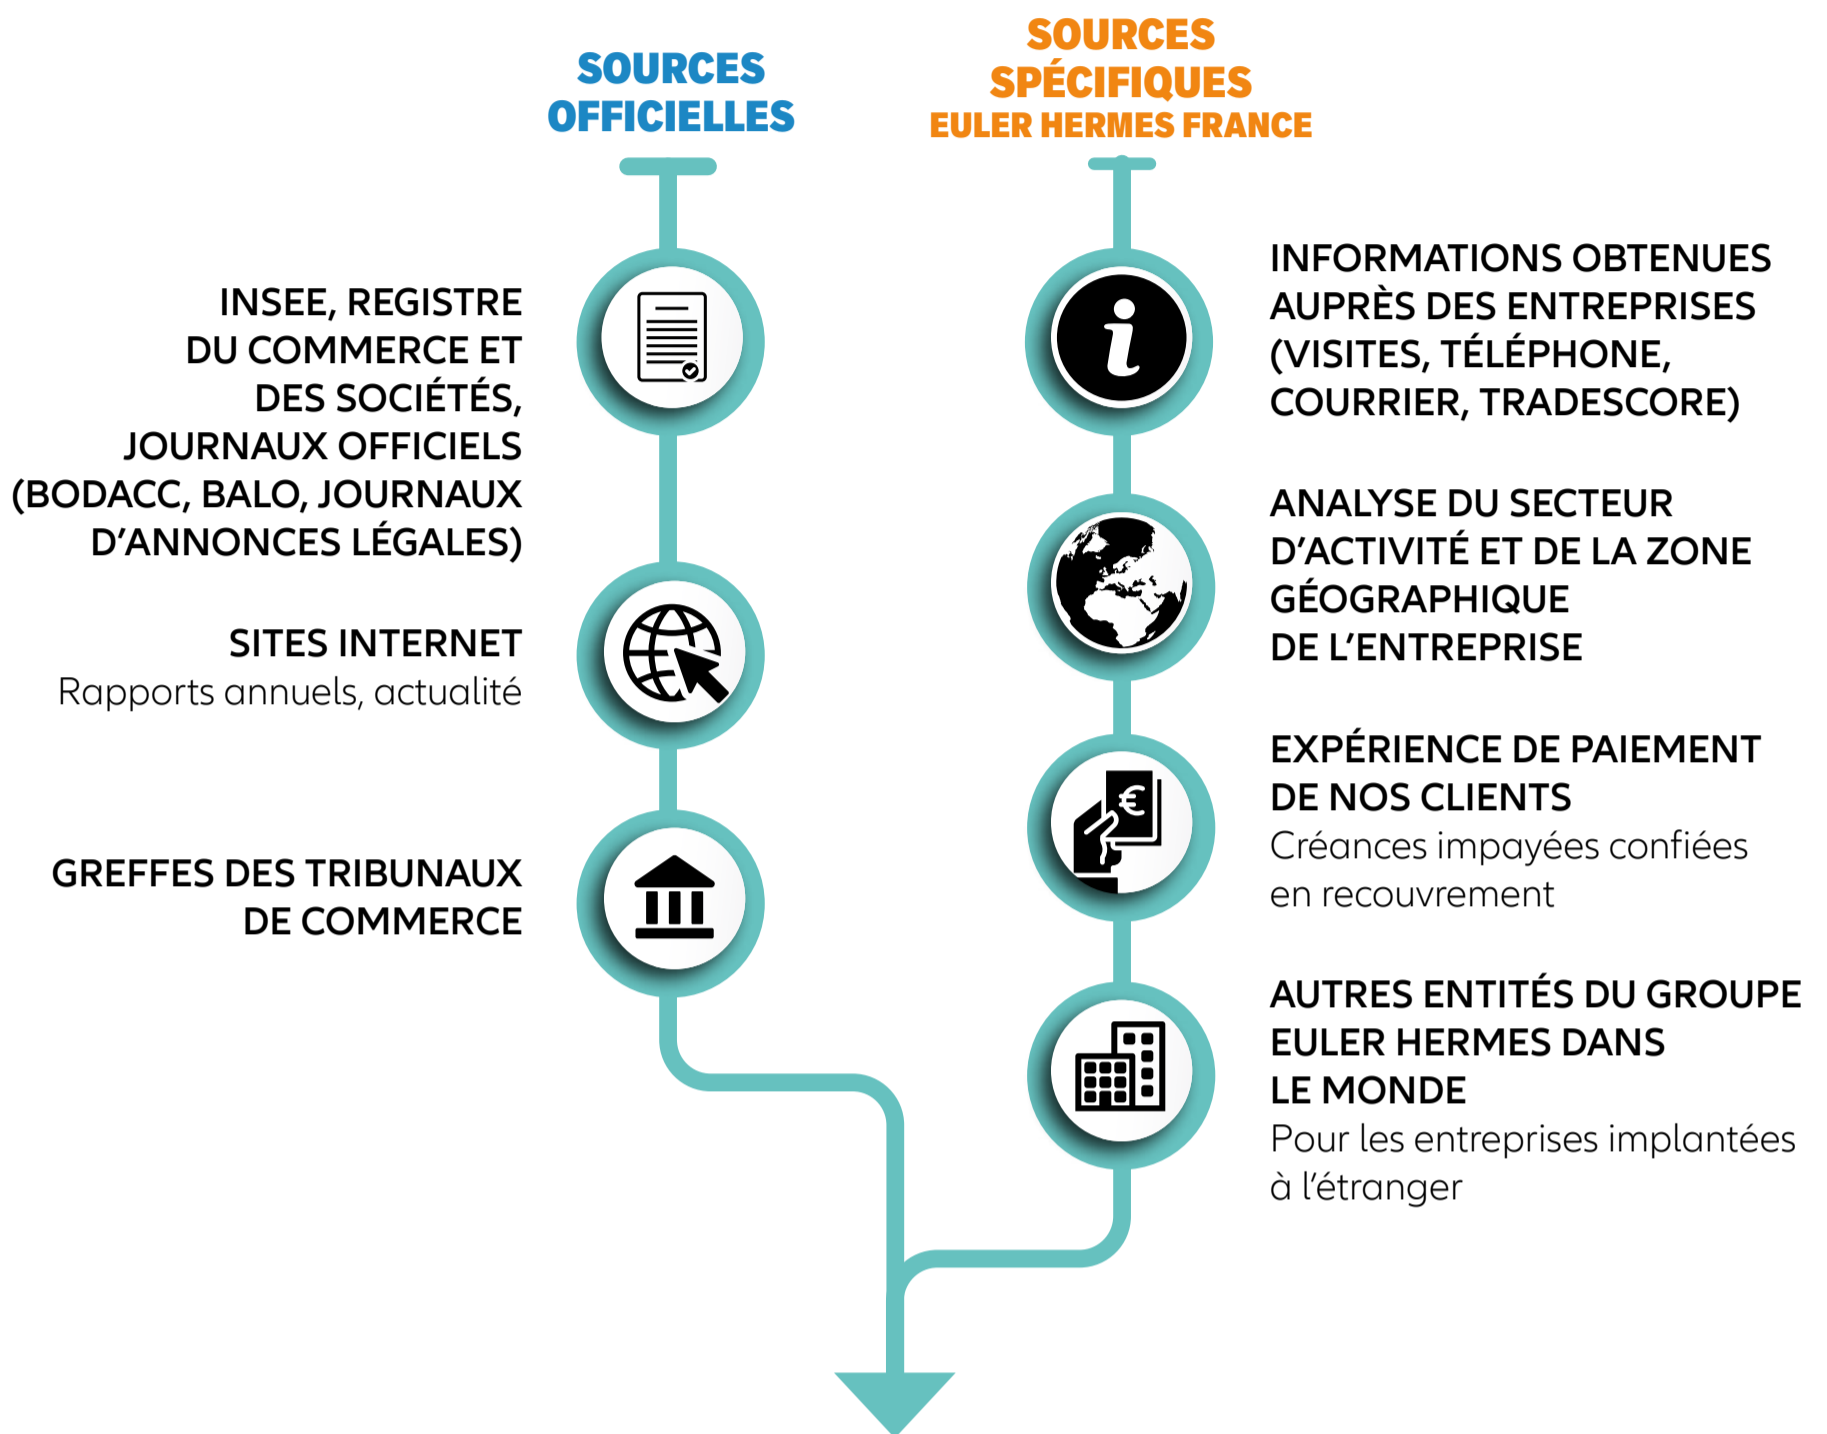 SOURCES
OFFICIELLES
INSEE, REGISTRE
DU COMMERCE ET
DES SOCIÉTÉS,
JOURNAUX OFFICIELS
(BODACC, BALO, JOURNAUX
D’ANNONCES LÉGALES)
SITES INTERNET
Rapports annuels, actualité
GREFFES DES TRIBUNAUX
DE COMMERCE
SOURCES
SPÉCIFIQUES
EULER HERMES FRANCE
INFORMATIONS OBTENUES
AUPRÈS DES ENTREPRISES
(VISITES, TÉLÉPHONE,
COURRIER, TRADESCORE)
ANALYSE DU SECTEUR
D’ACTIVITÉ ET DE LA ZONE
GÉOGRAPHIQUE
DE L’ENTREPRISE
EXPÉRIENCE DE PAIEMENT
DE NOS CLIENTS
Créances impayées confiées
en recouvrement
AUTRES ENTITÉS DU GROUPE
EULER HERMES DANS
LE MONDE
Pour les entreprises implantées
à l’étranger